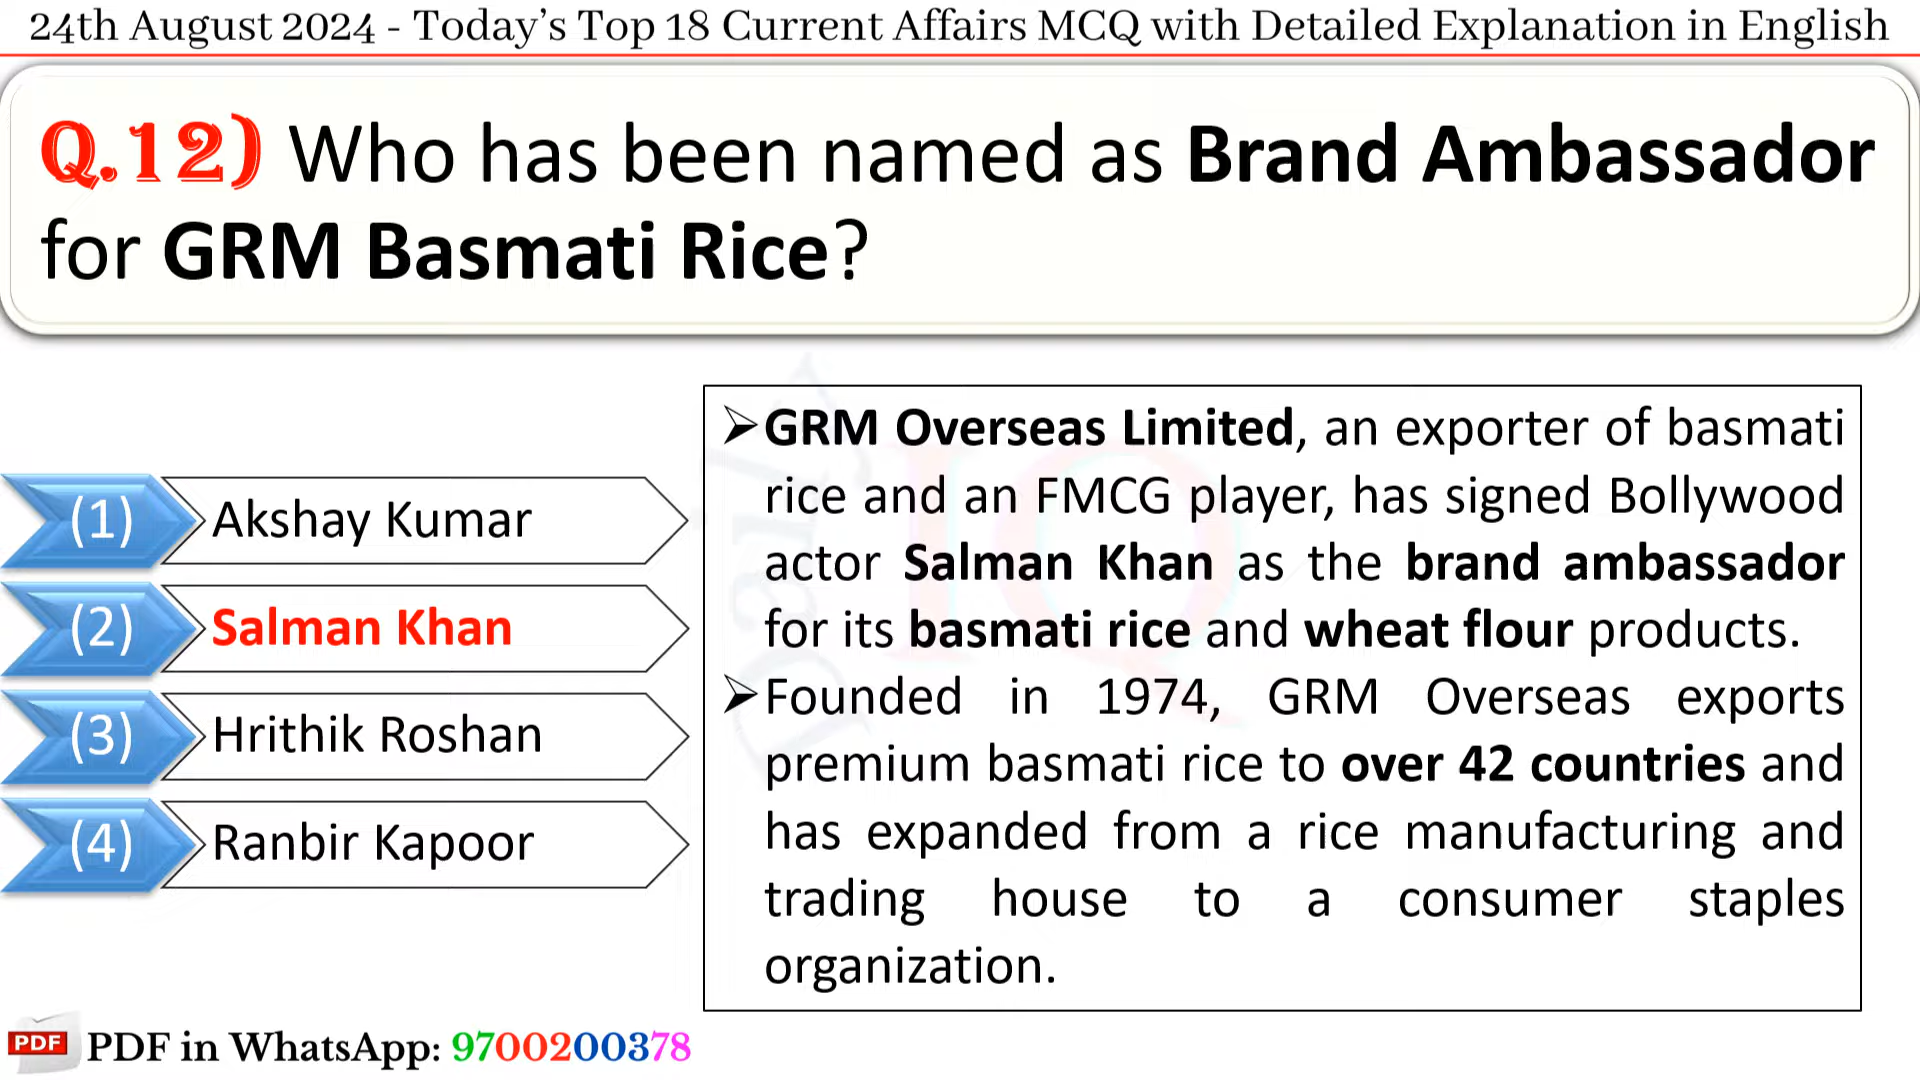 24th August 2024 - Today’s Top 18 Current Affairs MCQ with Detailed Explanation in English
Q.12) Who has been named as Brand Ambassador
for GRM Basmati Rice?
(1) Akshay Kumar
(2) Salman Khan
(3) Hrithik Roshan
(4) Ranbir Kapoor
➢GRM Overseas Limited, an exporter of basmati
rice and an FMCG player, has signed Bollywood
actor Salman Khan as the brand ambassador
for its basmati rice and wheat flour products.
➢Founded in 1974, GRM Overseas exports
premium basmati rice to over 42 countries and
has expanded from a rice manufacturing and
trading house to a consumer staples
organization.
Daily
IQ
PDF PDF in WhatsApp: 9700200378